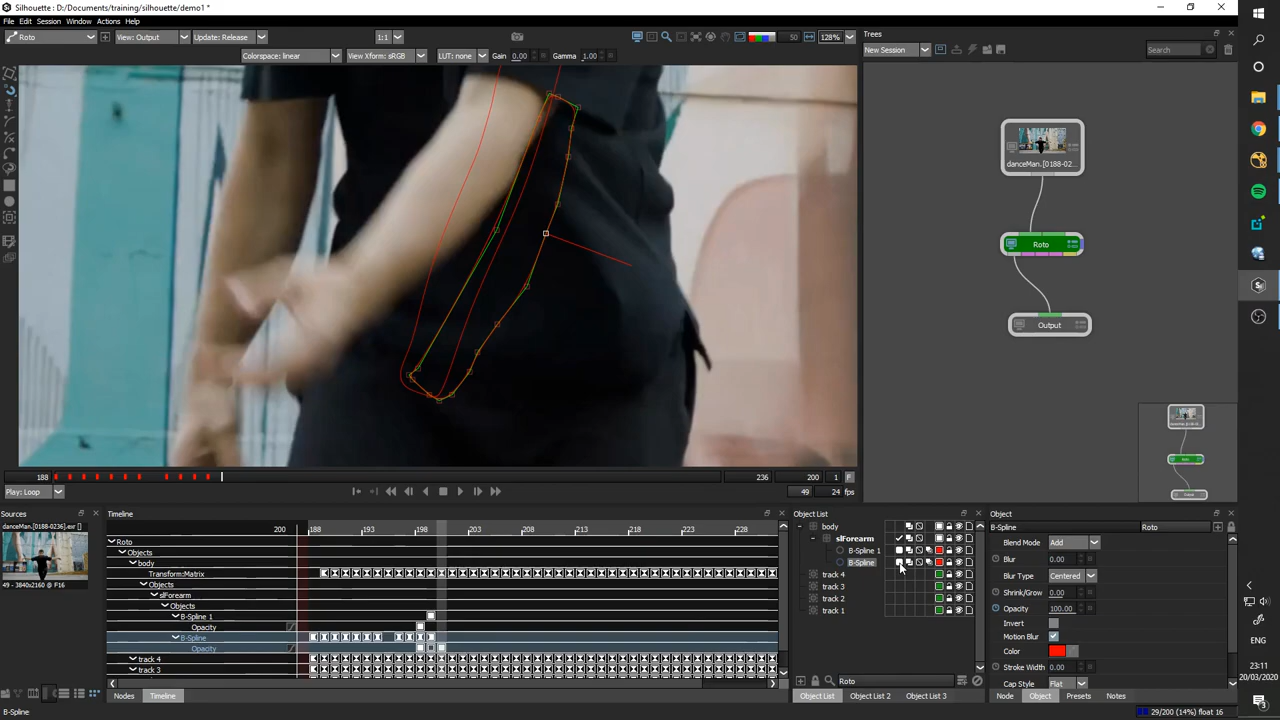 Silhouette : D:/Documents/training/silhouette/demo1 *
File Edit Session Window Actions Help
Roto View: Output Update: Release 1:1 50 128%
Colorspace: linear View Xform: sRGB LUT: none Gain 0.00 Gamma 1.00
Trees
New Session Search
danceMan.[0188-02...
Roto
Output
188 236 200 1 F
Play: Loop 49 24 fps
Sources
danceMan.[0188-0236].exr []
49 - 3840x2160 @ F16
Timeline
200 188 193 198 203 208 213 218 223 228
Roto
Objects
body
Transform:Matrix
Objects
slForearm
Objects
B-Spline 1
Opacity
B-Spline
Opacity
track 4
track 3
Nodes Timeline
Object List
body
slForearm
B-Spline 1
B-Spline
track 4
track 3
track 2
track 1
Roto
Object List Object List 2 Object List 3
Object
B-Spline Roto
Blend Mode Add
Blur 0.00
Blur Type Centered
Shrink/Grow 0.00
Opacity 100.00
Invert
Motion Blur
Color
Stroke Width 0.00
Cap Style Flat
Node Object Presets Notes
B-Spline
29/200 (14%) float 16
23:11
20/03/2020